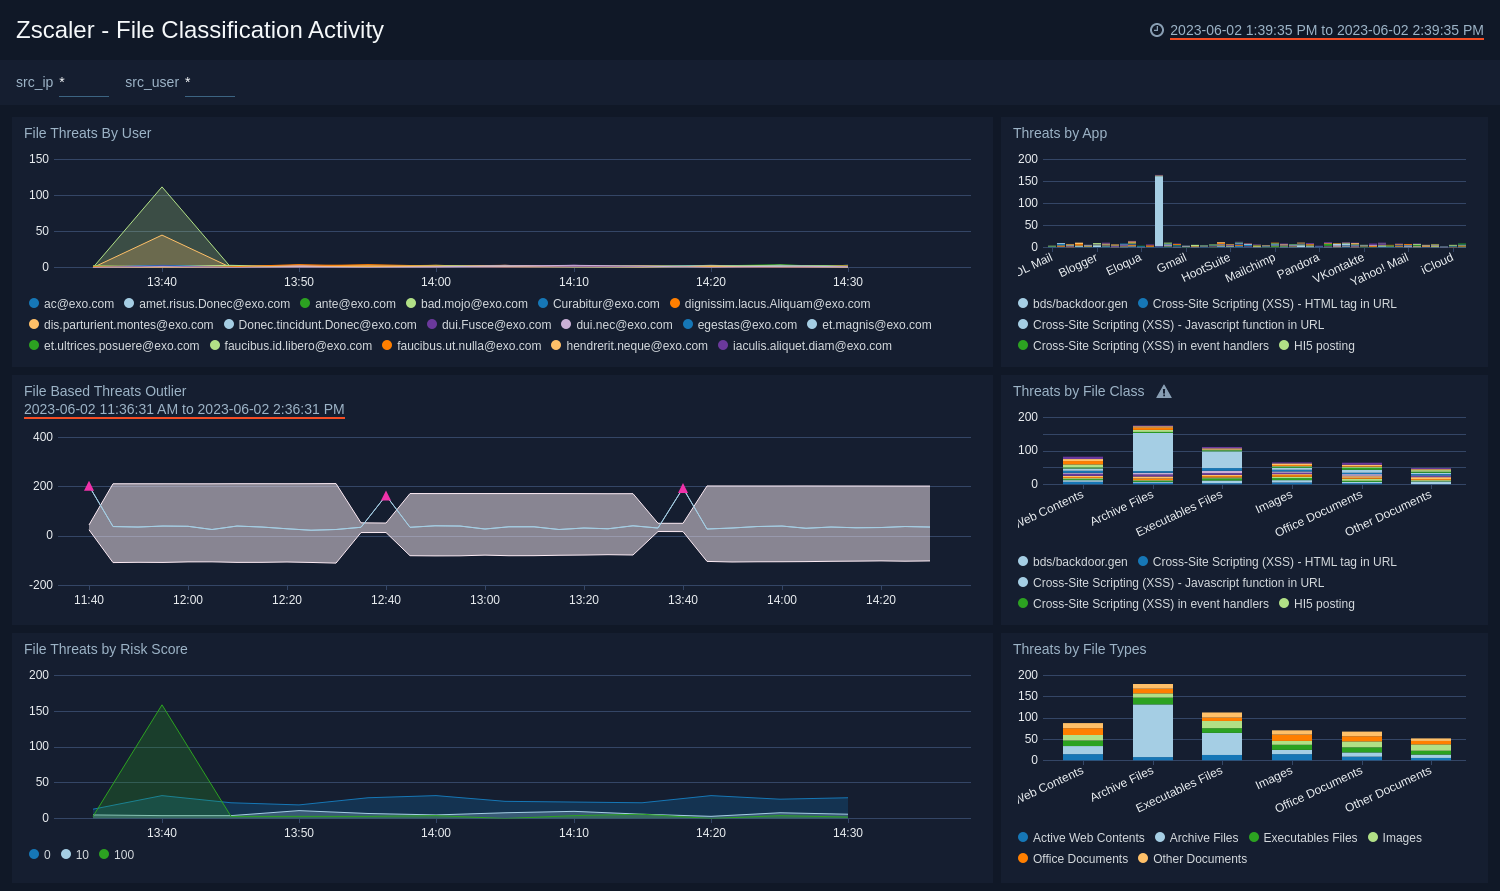 Zscaler - File Classification Activity
2023-06-02 1:39:35 PM to 2023-06-02 2:39:35 PM
src_ip *
src_user *
File Threats By User
150
100
50
0
13:40 13:50 14:00 14:10 14:20 14:30
ac@exo.com amet.risus.Donec@exo.com ante@exo.com bad.mojo@exo.com Curabitur@exo.com dignissim.lacus.Aliquam@exo.com
dis.parturient.montes@exo.com Donec.tincidunt.Donec@exo.com dui.Fusce@exo.com dui.nec@exo.com egestas@exo.com et.magnis@exo.com
et.ultrices.posuere@exo.com faucibus.id.libero@exo.com faucibus.ut.nulla@exo.com hendrerit.neque@exo.com iaculis.aliquet.diam@exo.com
Threats by App
200
150
100
50
0
OL Mail Blogger Eloqua Gmail HootSuite Mailchimp Pandora VKontakte Yahoo! Mail iCloud
bds/backdoor.gen Cross-Site Scripting (XSS) - HTML tag in URL
Cross-Site Scripting (XSS) - Javascript function in URL
Cross-Site Scripting (XSS) in event handlers HI5 posting
File Based Threats Outlier
2023-06-02 11:36:31 AM to 2023-06-02 2:36:31 PM
400
200
0
-200
11:40 12:00 12:20 12:40 13:00 13:20 13:40 14:00 14:20
Threats by File Class
200
100
0
Web Contents Archive Files Executables Files Images Office Documents Other Documents
bds/backdoor.gen Cross-Site Scripting (XSS) - HTML tag in URL
Cross-Site Scripting (XSS) - Javascript function in URL
Cross-Site Scripting (XSS) in event handlers HI5 posting
File Threats by Risk Score
200
150
100
50
0
13:40 13:50 14:00 14:10 14:20 14:30
0 10 100
Threats by File Types
200
150
100
50
0
Web Contents Archive Files Executables Files Images Office Documents Other Documents
Active Web Contents Archive Files Executables Files Images
Office Documents Other Documents